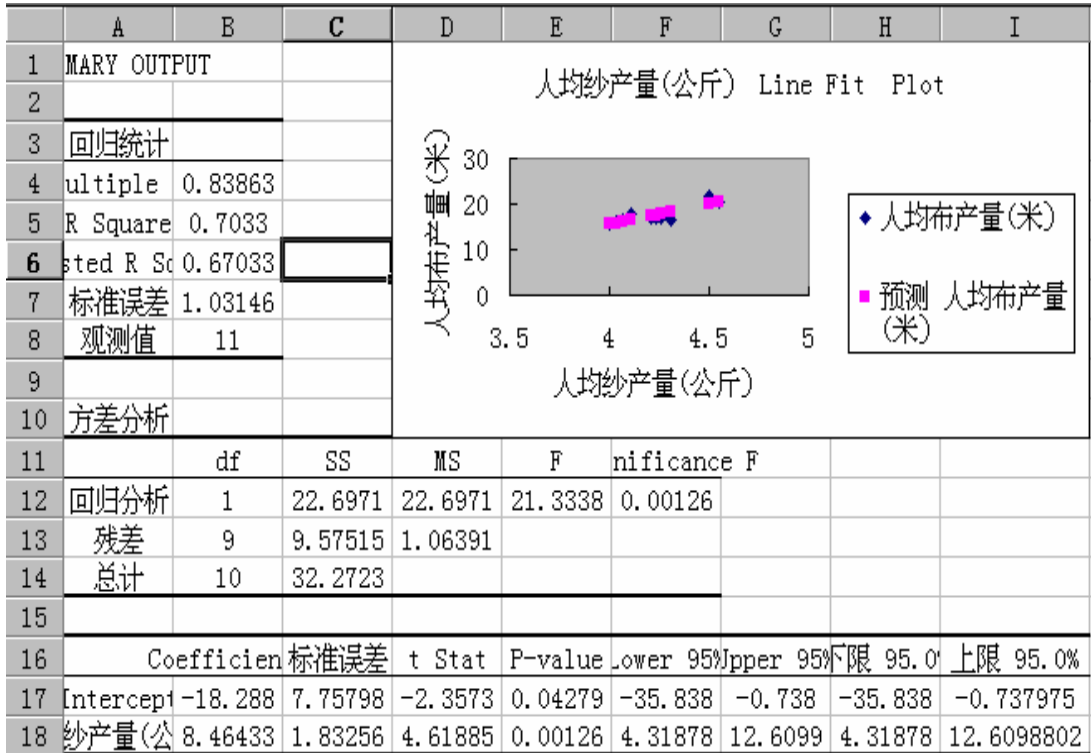 A B C D E F G H I
1 MARY OUTPUT
2
3 回归统计
4 ultiple 0.83863
5 R Square 0.7033
6 sted R Sq 0.67033
7 标准误差 1.03146
8 观测值 11
9
10 方差分析
人均纱产量(公斤) Line Fit Plot
人均布产量(米)
30
20
10
0
3.5 4 4.5 5
人均纱产量(公斤)
人均布产量(米)
预测 人均布产量
(米)
11 df SS MS F nificance F
12 回归分析 1 22.6971 22.6971 21.3338 0.00126
13 残差 9 9.57515 1.06391
14 总计 10 32.2723
15
16 Coefficien 标准误差 t Stat P-value Lower 95% Upper 95% 下限 95.0 上限 95.0%
17 Intercept -18.288 7.75798 -2.3573 0.04279 -35.838 -0.738 -35.838 -0.737975
18 纱产量(公 8.46433 1.83256 4.61885 0.00126 4.31878 12.6099 4.31878 12.6098802